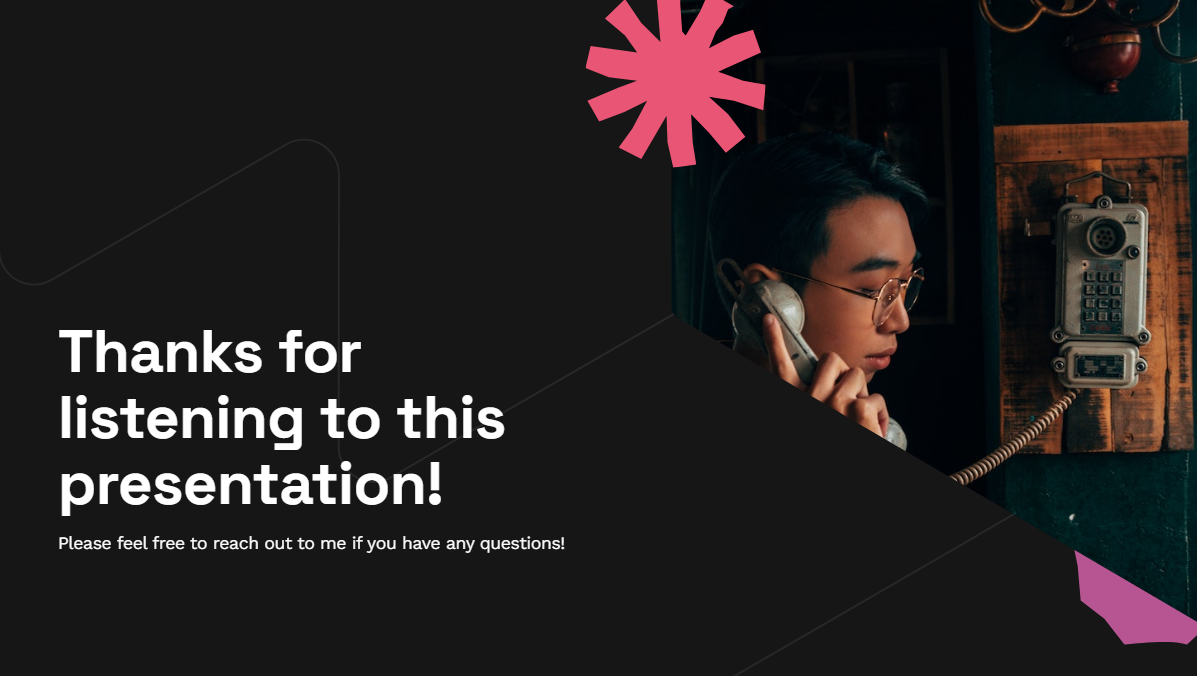 Thanks for
listening to this
presentation!
Please feel free to reach out to me if you have any questions!